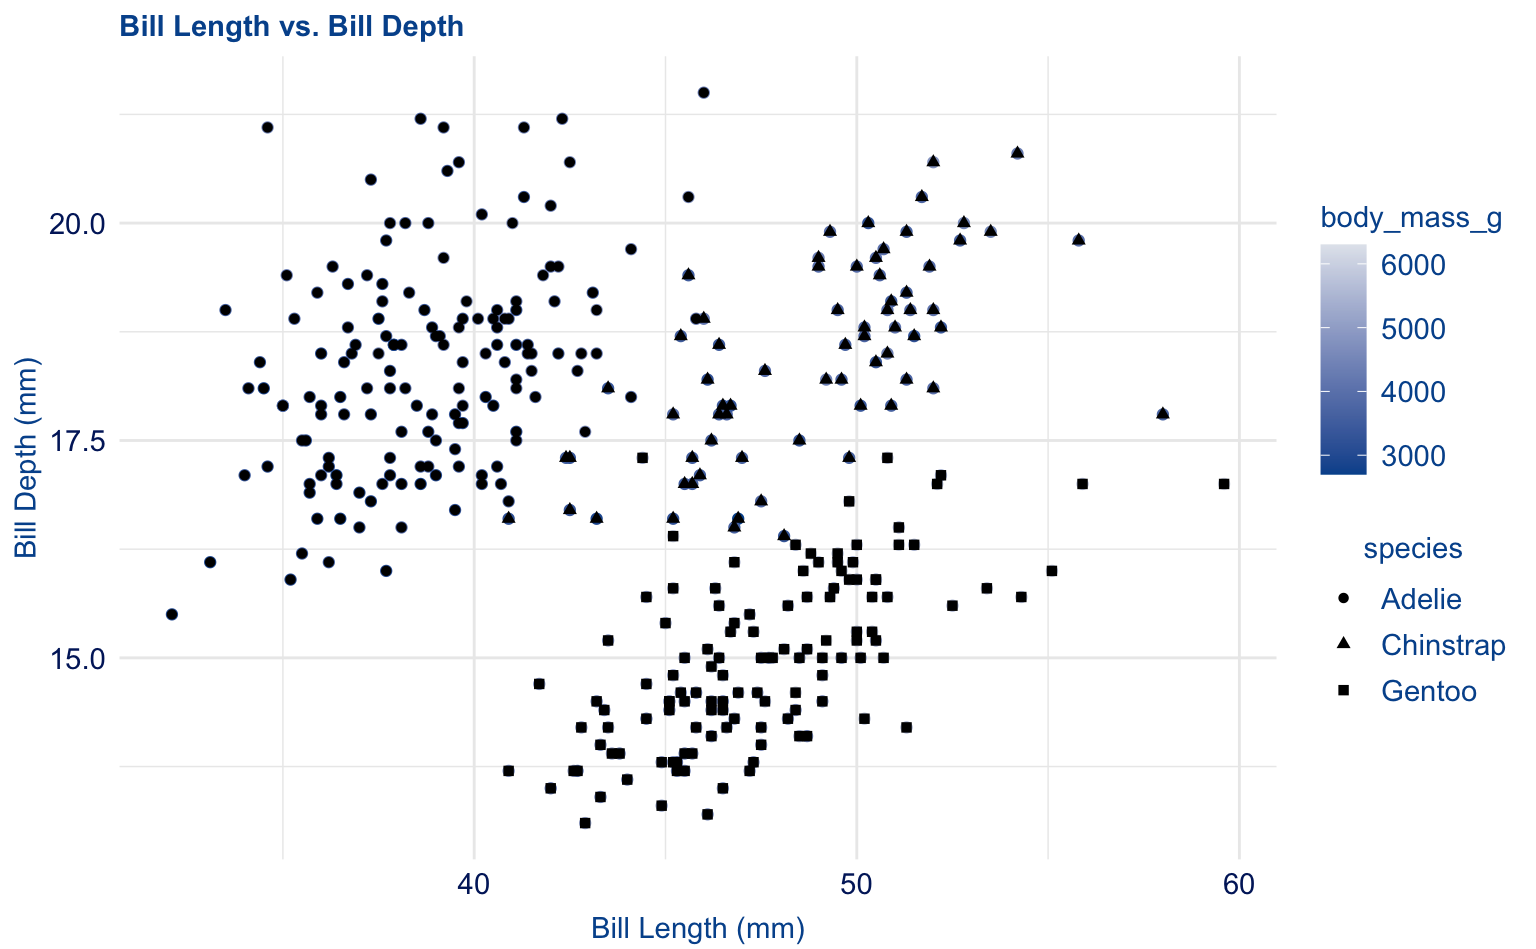 Bill Length vs. Bill Depth
20.0
17.5
15.0
Bill Depth (mm)
40
50
60
Bill Length (mm)
body_mass_g
6000
5000
4000
3000
species
Adelie
Chinstrap
Gentoo